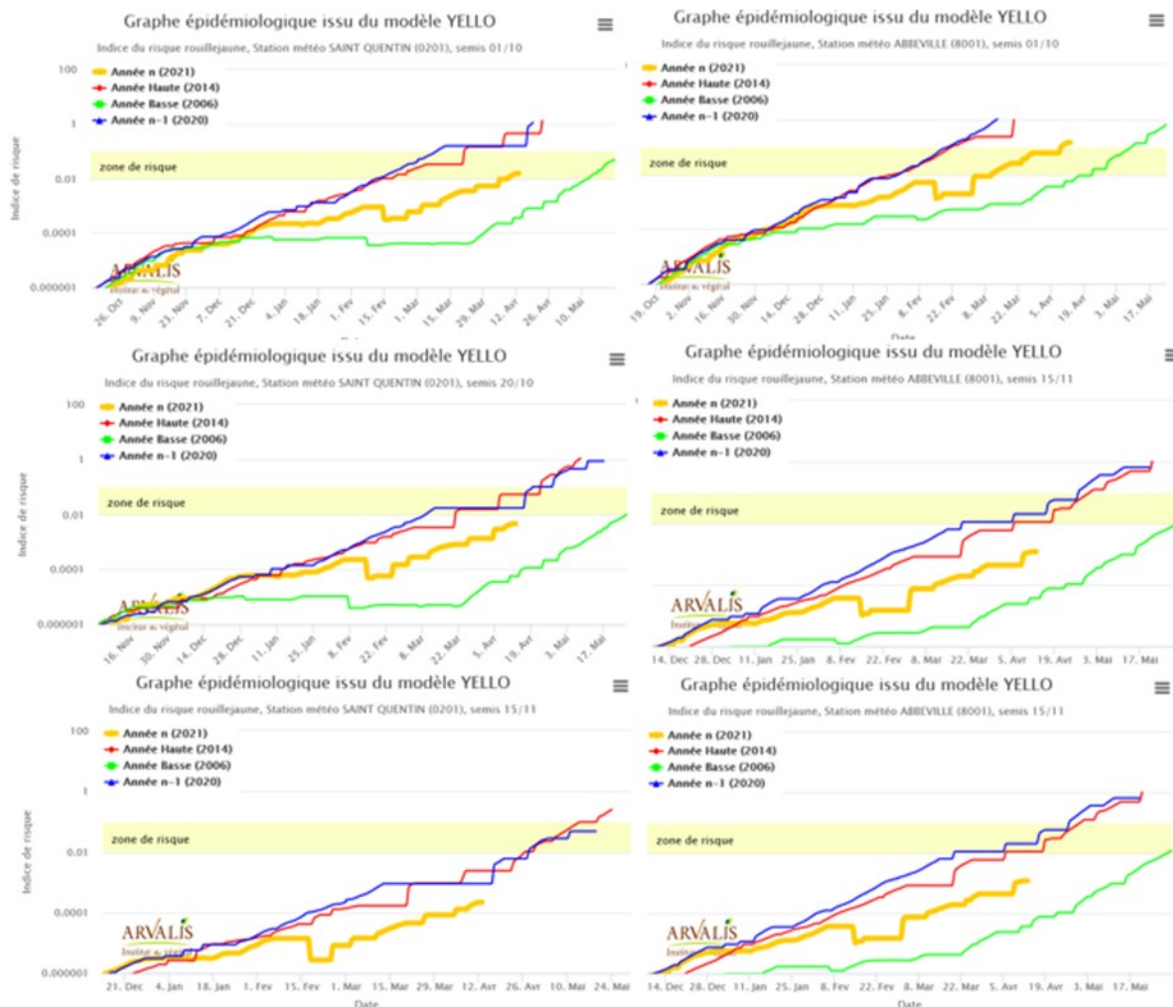 Graphe épidémiologique issu du modèle YELLO
Indice du risque rouillejaune, Station météo SAINT QUENTIN (0201), semis 01/10
100
1
0.01
0.0001
0.000001
Indice de risque
Année n (2021)
Année Haute (2014)
Année Basse (2006)
Année n-1 (2020)
zone de risque
ARVALIS
Institut du végétal
26. Oct
9. Nov
23. Nov
7. Dec
21. Dec
4. Jan
18. Jan
1. Fev
15. Fev
1. Mar
15. Mar
29. Mar
12. Avr
26. Avr
10. Mai
Graphe épidémiologique issu du modèle YELLO
Indice du risque rouillejaune, Station météo ABBEVILLE (8001), semis 01/10
Année n (2021)
Année Haute (2014)
Année Basse (2006)
Année n-1 (2020)
zone de risque
ARVALIS
Institut du végétal
19. Oct
2. Nov
16. Nov
30. Nov
14. Dec
28. Dec
11. Jan
25. Jan
8. Fev
22. Fev
8. Mar
22. Mar
5. Avr
19. Avr
3. Mai
17. Mai
Date
Graphe épidémiologique issu du modèle YELLO
Indice du risque rouillejaune, Station météo SAINT QUENTIN (0201), semis 20/10
100
1
0.01
0.0001
0.000001
Indice de risque
Année n (2021)
Année Haute (2014)
Année Basse (2006)
Année n-1 (2020)
zone de risque
ARVALIS
Institut du végétal
16. Nov
30. Nov
14. Dec
28. Dec
11. Jan
25. Jan
8. Fev
22. Fev
8. Mar
22. Mar
5. Avr
19. Avr
3. Mai
17. Mai
Graphe épidémiologique issu du modèle YELLO
Indice du risque rouillejaune, Station météo ABBEVILLE (8001), semis 15/11
Année n (2021)
Année Haute (2014)
Année Basse (2006)
Année n-1 (2020)
zone de risque
ARVALIS
Institut du végétal
14. Dec
28. Dec
11. Jan
25. Jan
8. Fev
22. Fev
8. Mar
22. Mar
5. Avr
19. Avr
3. Mai
17. Mai
Graphe épidémiologique issu du modèle YELLO
Indice du risque rouillejaune, Station météo SAINT QUENTIN (0201), semis 15/11
100
1
0.01
0.0001
0.000001
Indice de risque
Année n (2021)
Année Haute (2014)
Année Basse (2006)
Année n-1 (2020)
zone de risque
ARVALIS
Institut du végétal
21. Dec
4. Jan
18. Jan
1. Fev
15. Fev
1. Mar
15. Mar
29. Mar
12. Avr
26. Avr
10. Mai
24. Mai
Date
Graphe épidémiologique issu du modèle YELLO
Indice du risque rouillejaune, Station météo ABBEVILLE (8001), semis 15/11
Année n (2021)
Année Haute (2014)
Année Basse (2006)
Année n-1 (2020)
zone de risque
ARVALIS
Institut du végétal
14. Dec
28. Dec
11. Jan
25. Jan
8. Fev
22. Fev
8. Mar
22. Mar
5. Avr
19. Avr
3. Mai
17. Mai
Date